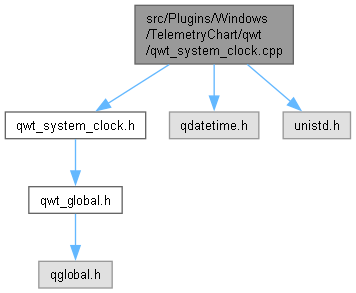 src/Plugins/Windows
/TelemetryChart/qwt
/qwt_system_clock.cpp
qwt_system_clock.h
qdatetime.h
unistd.h
qwt_global.h
qglobal.h